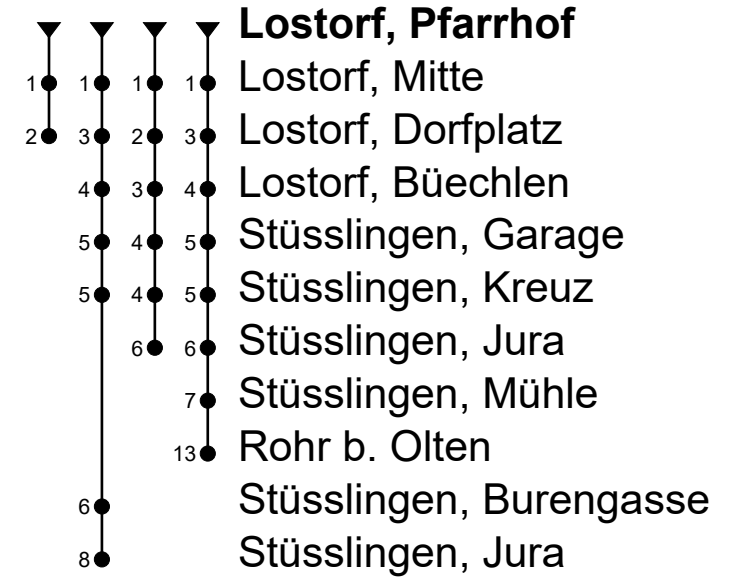 Lostorf, Pfarrhof
1 1 1 1 Lostorf, Mitte
2 3 2 3 Lostorf, Dorfplatz
4 3 4 Lostorf, Büechlen
5 4 5 Stüsslingen, Garage
5 4 5 Stüsslingen, Kreuz
6 6 Stüsslingen, Jura
7 Stüsslingen, Mühle
13 Rohr b. Olten
6 Stüsslingen, Burengasse
8 Stüsslingen, Jura